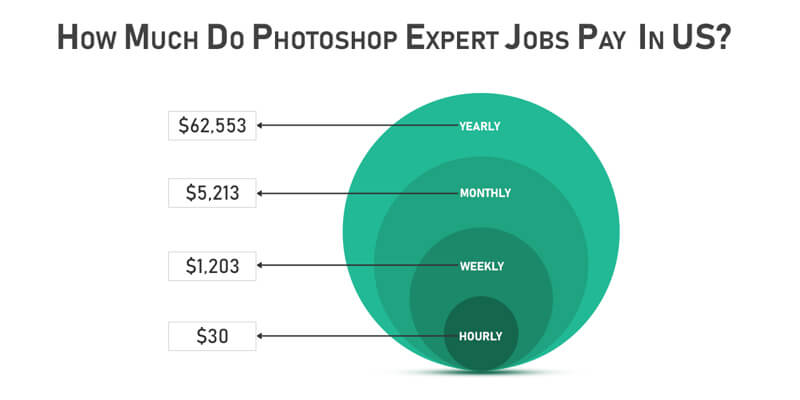 How Much Do Photoshop Expert Jobs Pay In US?
$62,553 YEARLY
$5,213 MONTHLY
$1,203 WEEKLY
$30 HOURLY